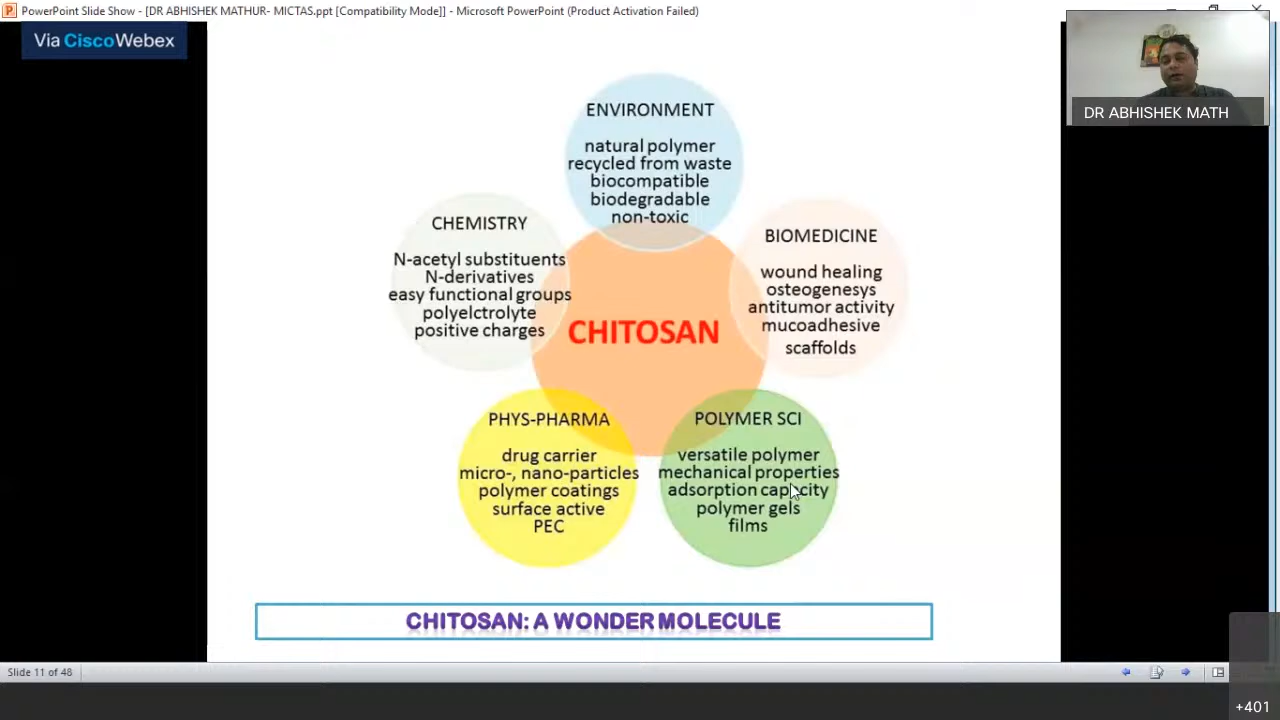 PowerPoint Slide Show - [DR ABHISHEK MATHUR- MICTAS.ppt [Compatibility Mode]] - Microsoft PowerPoint (Product Activation Failed)
Via CiscoWebex
DR ABHISHEK MATH
ENVIRONMENT
natural polymer
recycled from waste
biocompatible
biodegradable
non-toxic
CHEMISTRY
N-acetyl substituents
N-derivatives
easy functional groups
polyelctrolyte
positive charges
BIOMEDICINE
wound healing
osteogenesys
antitumor activity
mucoadhesive
scaffolds
CHITOSAN
PHYS-PHARMA
drug carrier
micro-, nano-particles
polymer coatings
surface active
PEC
POLYMER SCI
versatile polymer
mechanical properties
adsorption capacity
polymer gels
films
CHITOSAN: A WONDER MOLECULE
Slide 11 of 48
+401